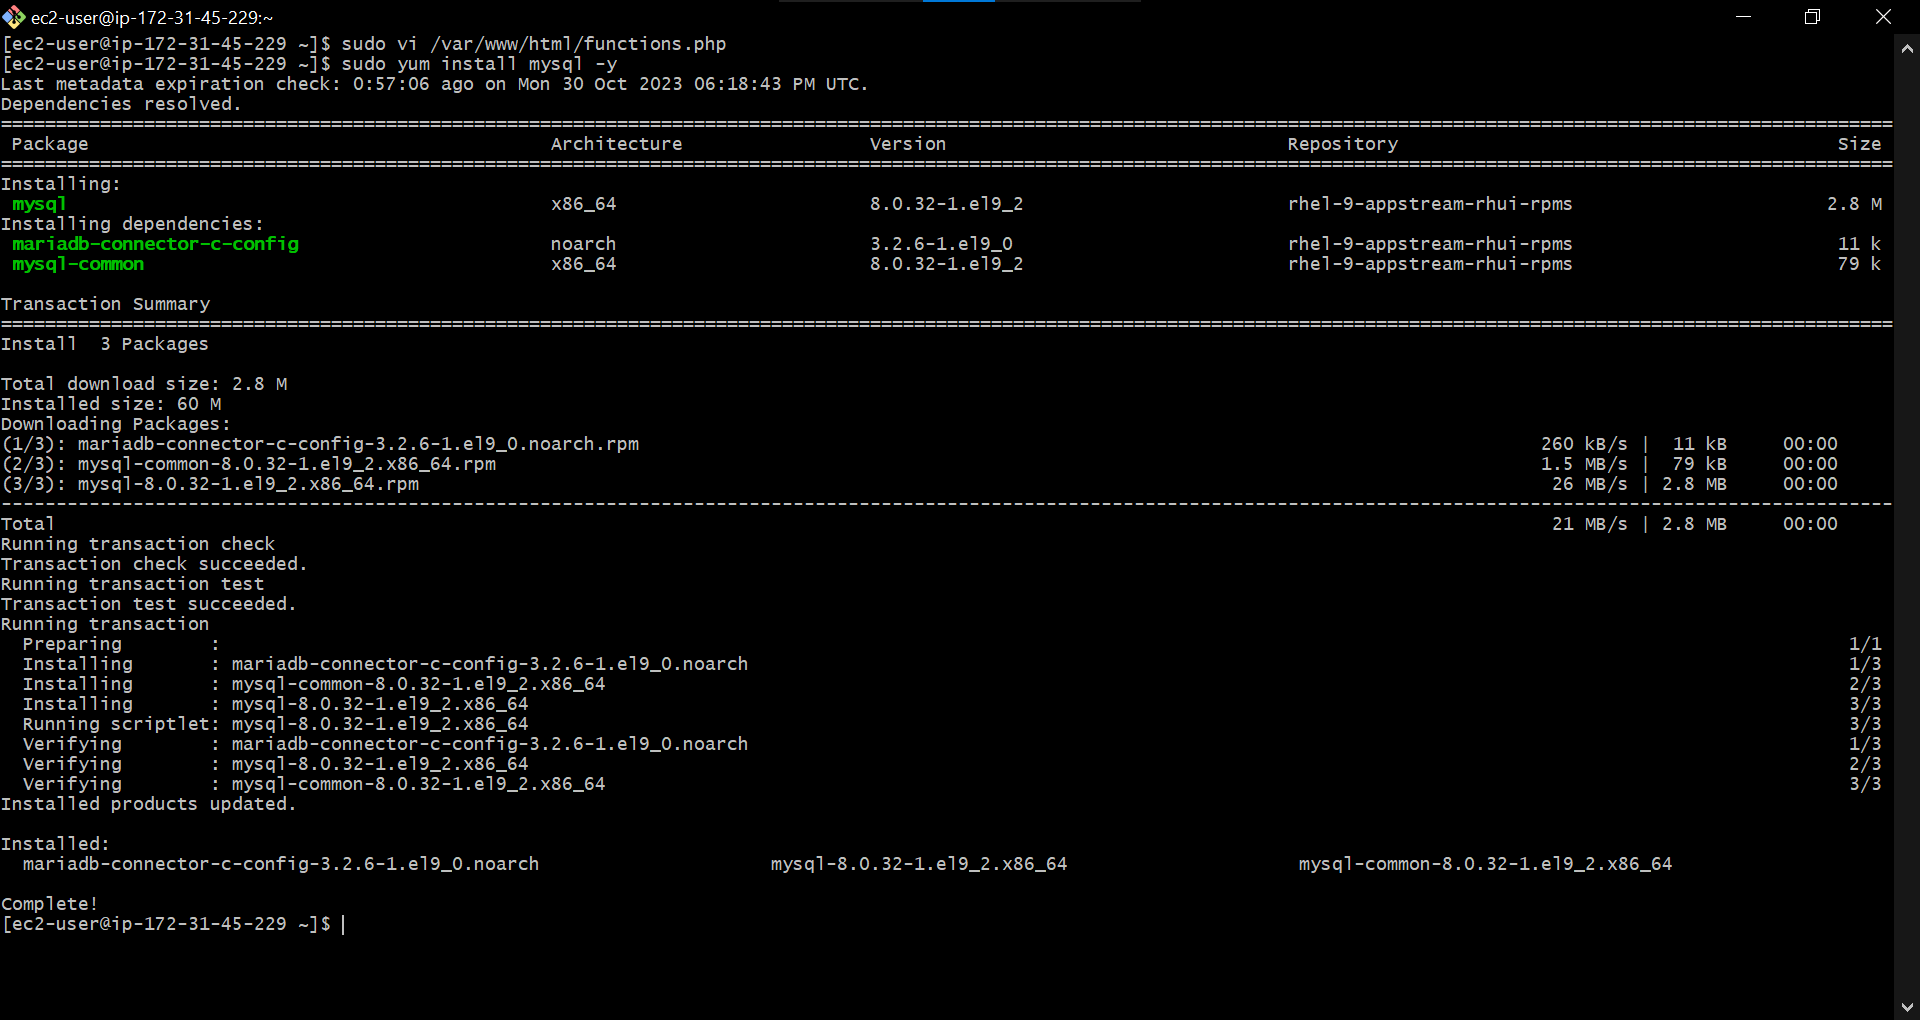 ec2-user@ip-172-31-45-229:~
[ec2-user@ip-172-31-45-229 ~]$ sudo vi /var/www/html/functions.php
[ec2-user@ip-172-31-45-229 ~]$ sudo yum install mysql -y
Last metadata expiration check: 0:57:06 ago on Mon 30 Oct 2023 06:18:43 PM UTC.
Dependencies resolved.
Package Architecture Version Repository Size
Installing:
mysql x86_64 8.0.32-1.el9_2 rhel-9-appstream-rhui-rpms 2.8 M
Installing dependencies:
mariadb-connector-c-config noarch 3.2.6-1.el9_0 rhel-9-appstream-rhui-rpms 11 k
mysql-common x86_64 8.0.32-1.el9_2 rhel-9-appstream-rhui-rpms 79 k
Transaction Summary
Install 3 Packages
Total download size: 2.8 M
Installed size: 60 M
Downloading Packages:
(1/3): mariadb-connector-c-config-3.2.6-1.el9_0.noarch.rpm 260 kB/s | 11 kB 00:00
(2/3): mysql-common-8.0.32-1.el9_2.x86_64.rpm 1.5 MB/s | 79 kB 00:00
(3/3): mysql-8.0.32-1.el9_2.x86_64.rpm 26 MB/s | 2.8 MB 00:00
Total 21 MB/s | 2.8 MB 00:00
Running transaction check
Transaction check succeeded.
Running transaction test
Transaction test succeeded.
Running transaction
Preparing : 1/1
Installing : mariadb-connector-c-config-3.2.6-1.el9_0.noarch 1/3
Installing : mysql-common-8.0.32-1.el9_2.x86_64 2/3
Installing : mysql-8.0.32-1.el9_2.x86_64 3/3
Running scriptlet: mysql-8.0.32-1.el9_2.x86_64 3/3
Verifying : mariadb-connector-c-config-3.2.6-1.el9_0.noarch 1/3
Verifying : mysql-8.0.32-1.el9_2.x86_64 2/3
Verifying : mysql-common-8.0.32-1.el9_2.x86_64 3/3
Installed products updated.
Installed:
mariadb-connector-c-config-3.2.6-1.el9_0.noarch mysql-8.0.32-1.el9_2.x86_64 mysql-common-8.0.32-1.el9_2.x86_64
Complete!
[ec2-user@ip-172-31-45-229 ~]$